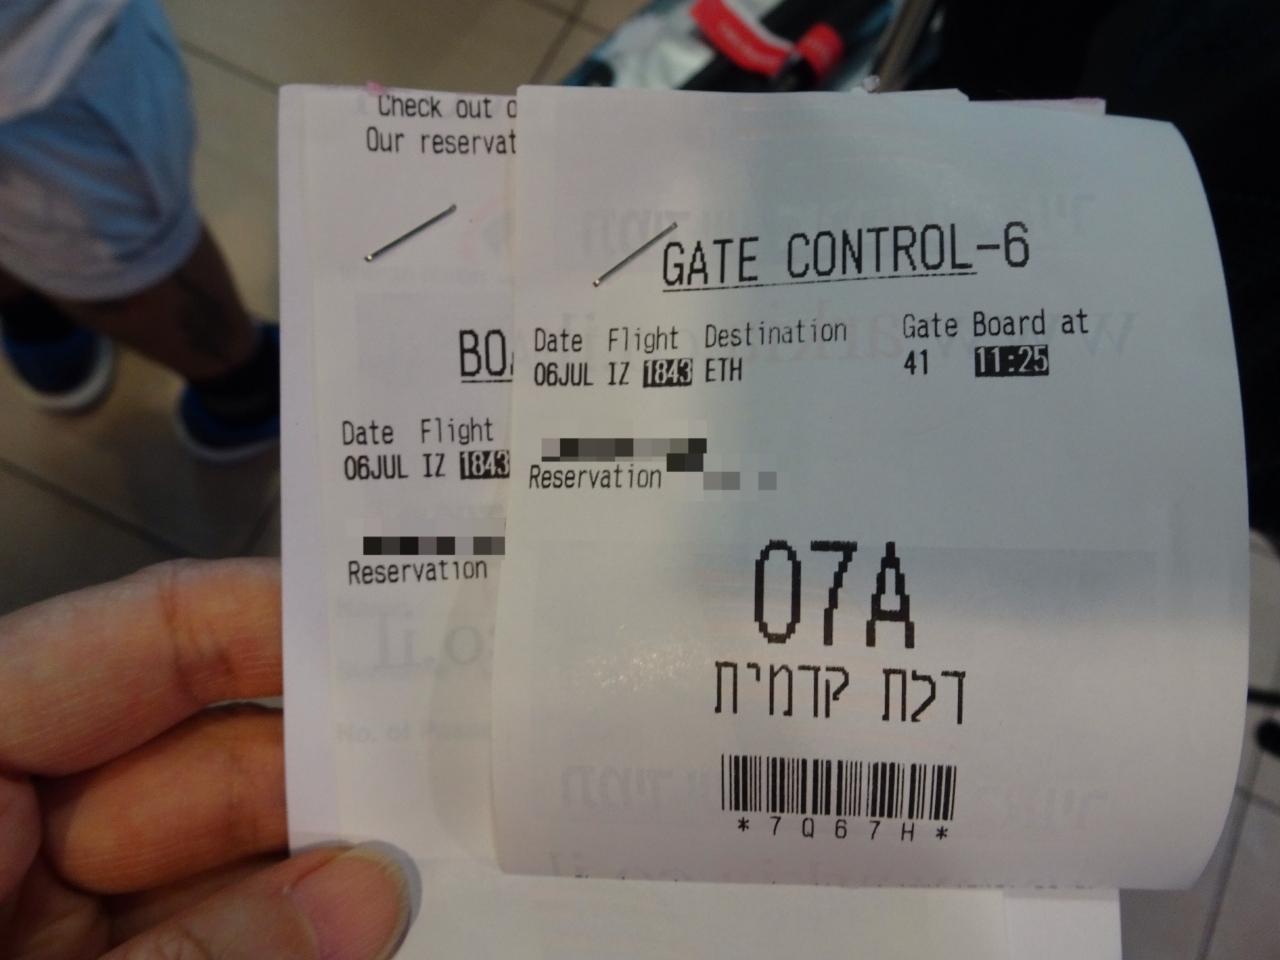 Check out o
Our reservat
BOA
Date Flight
06JUL IZ 1843
Reservation
GATE CONTROL-6
Date Flight Destination Gate Board at
06JUL IZ 1843 ETH 41 11:25
Reservation
07A
דלת קדמית
*7Q67H*